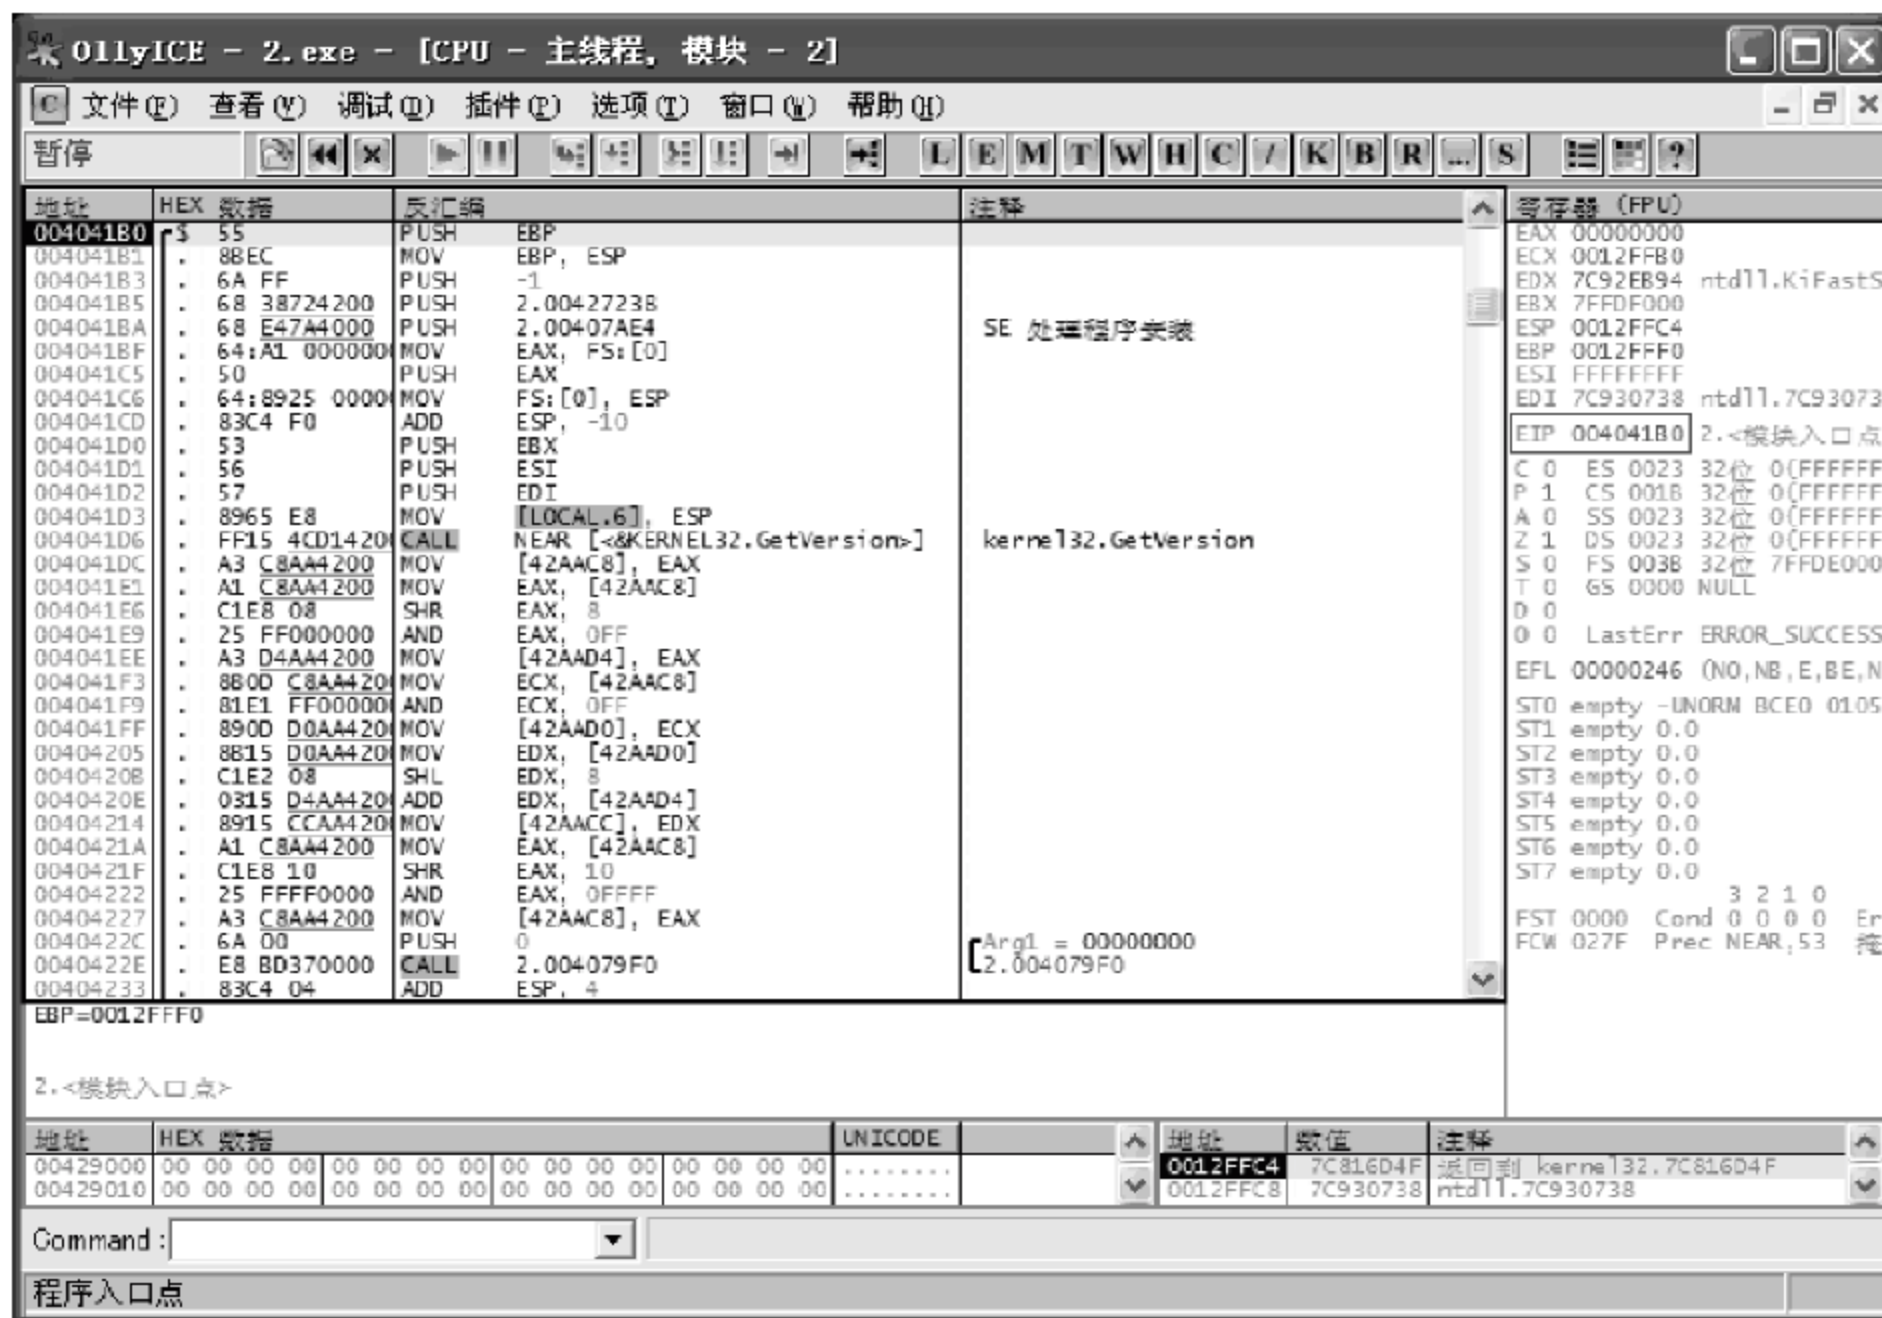 OllyICE - 2.exe - [CPU - 主线程, 模块 - 2]
C 文件(F) 查看(V) 调试(D) 插件(P) 选项(T) 窗口(W) 帮助(H)
暂停 L E M T W H C / K B R ... S ?
地址 HEX 数据 反汇编 注释
004041B0 $ 55 PUSH EBP
004041B1 . 8BEC MOV EBP, ESP
004041B3 . 6A FF PUSH -1
004041B5 . 68 38724200 PUSH 2.00427238
004041BA . 68 E47A4000 PUSH 2.00407AE4 SE 处理程序安装
004041BF . 64:A1 0000000 MOV EAX, FS:[0]
004041C5 . 50 PUSH EAX
004041C6 . 64:8925 0000 MOV FS:[0], ESP
004041CD . 83C4 F0 ADD ESP, -10
004041D0 . 53 PUSH EBX
004041D1 . 56 PUSH ESI
004041D2 . 57 PUSH EDI
004041D3 . 8965 E8 MOV [LOCAL.6], ESP
004041D6 . FF15 4CD14200 CALL NEAR [<&KERNEL32.GetVersion>] kernel32.GetVersion
004041DC . A3 C8AA4200 MOV [42AAC8], EAX
004041E1 . A1 C8AA4200 MOV EAX, [42AAC8]
004041E6 . C1E8 08 SHR EAX, 8
004041E9 . 25 FF000000 AND EAX, 0FF
004041EE . A3 D4AA4200 MOV [42AAD4], EAX
004041F3 . 8B0D C8AA4200 MOV ECX, [42AAC8]
004041F9 . 81E1 FF00000 AND ECX, 0FF
004041FF . 890D D0AA4200 MOV [42AAD0], ECX
00404205 . 8B15 D0AA4200 MOV EDX, [42AAD0]
0040420B . C1E2 08 SHL EDX, 8
0040420E . 0315 D4AA4200 ADD EDX, [42AAD4]
00404214 . 8915 CCAA4200 MOV [42AACC], EDX
0040421A . A1 C8AA4200 MOV EAX, [42AAC8]
0040421F . C1E8 10 SHR EAX, 10
00404222 . 25 FFFF0000 AND EAX, 0FFFF
00404227 . A3 C8AA4200 MOV [42AAC8], EAX
0040422C . 6A 00 PUSH 0 Arg1 = 00000000
0040422E . E8 BD370000 CALL 2.004079F0 2.004079F0
00404233 . 83C4 04 ADD ESP, 4
EBP=0012FFF0
2.<模块入口点>
寄存器 (FPU)
EAX 00000000
ECX 0012FFB0
EDX 7C92EB94 ntdll.KiFastS
EBX 7FFDF000
ESP 0012FFC4
EBP 0012FFF0
ESI FFFFFFFF
EDI 7C930738 ntdll.7C93073
EIP 004041B0 2.<模块入口点
C 0 ES 0023 32位 0(FFFFFF
P 1 CS 001B 32位 0(FFFFFF
A 0 SS 0023 32位 0(FFFFFF
Z 1 DS 0023 32位 0(FFFFFF
S 0 FS 003B 32位 7FFDE000
T 0 GS 0000 NULL
D 0
O 0 LastErr ERROR_SUCCESS
EFL 00000246 (NO,NB,E,BE,N
ST0 empty -UNORM BCE0 0105
ST1 empty 0.0
ST2 empty 0.0
ST3 empty 0.0
ST4 empty 0.0
ST5 empty 0.0
ST6 empty 0.0
ST7 empty 0.0
3 2 1 0
FST 0000 Cond 0 0 0 0 Er
FCW 027F Prec NEAR,53 掩
地址 HEX 数据 UNICODE
00429000 00 00 00 00 00 00 00 00 00 00 00 00 00 00 00 00 ........
00429010 00 00 00 00 00 00 00 00 00 00 00 00 00 00 00 00 ........
地址 数值 注释
0012FFC4 7C816D4F 返回到 kernel32.7C816D4F
0012FFC8 7C930738 ntdll.7C930738
Command :
程序入口点